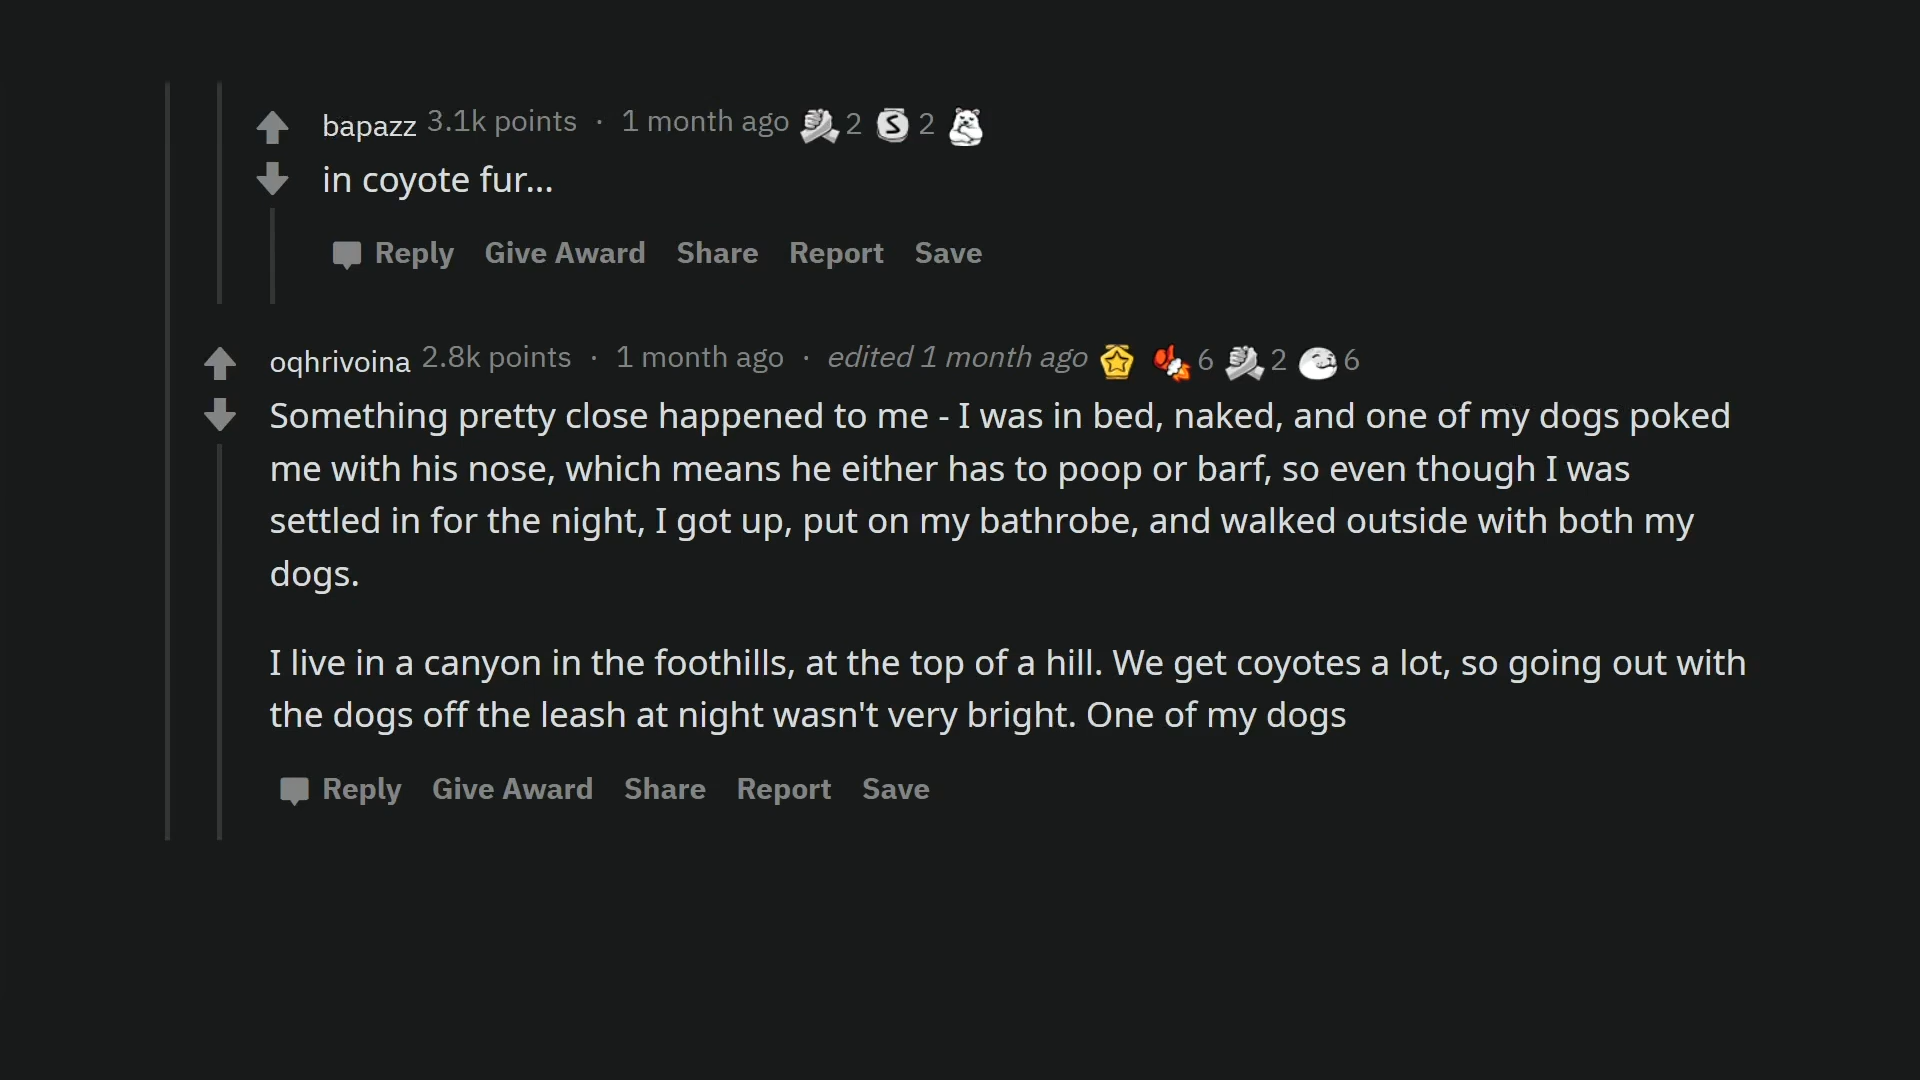 bapazz 3.1k points · 1 month ago 2 S 2
in coyote fur...
Reply Give Award Share Report Save
oqhrivoina 2.8k points · 1 month ago · edited 1 month ago 6 2 6
Something pretty close happened to me - I was in bed, naked, and one of my dogs poked
me with his nose, which means he either has to poop or barf, so even though I was
settled in for the night, I got up, put on my bathrobe, and walked outside with both my
dogs.
I live in a canyon in the foothills, at the top of a hill. We get coyotes a lot, so going out with
the dogs off the leash at night wasn't very bright. One of my dogs
Reply Give Award Share Report Save